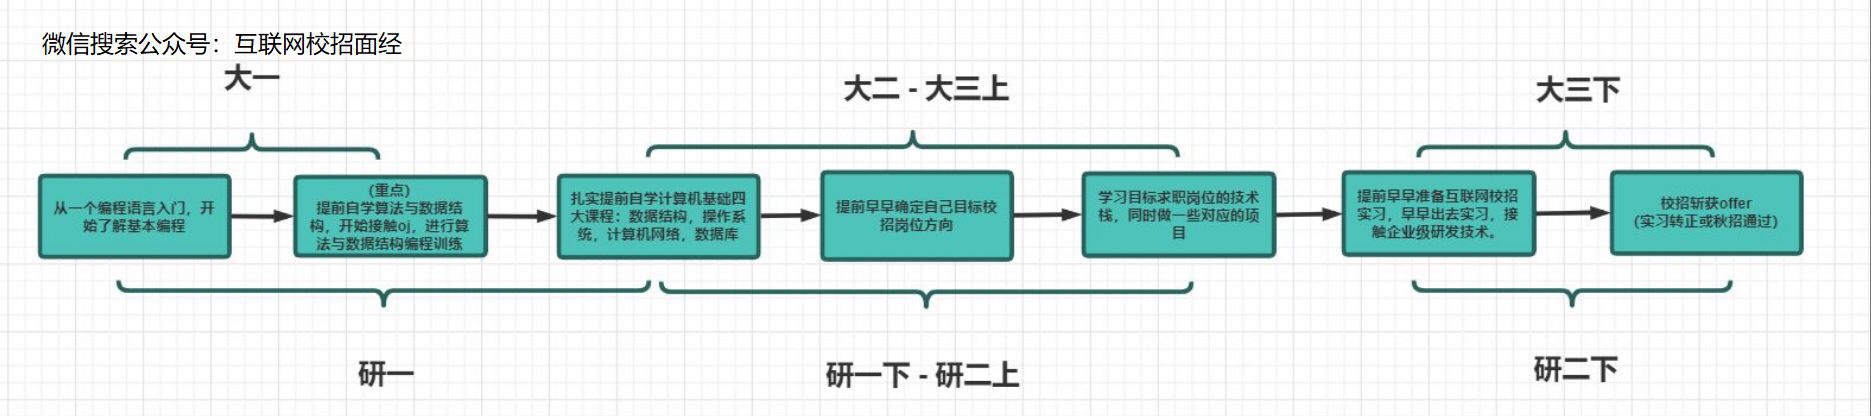 微信搜索公众号：互联网校招面经
大一
大二 - 大三上
大三下
从一个编程语言入门，开
始了解基本编程
(重点)
提前自学算法与数据结
构，开始接触oj，进行算
法与数据结构编程训练
扎实提前自学计算机基础四
大课程：数据结构，操作系
统，计算机网络，数据库
提前早早确定自己目标校
招岗位方向
学习目标求职岗位的技术
栈，同时做一些对应的项
目
提前早早准备互联网校招
实习，早早出去实习，接
触企业级研发技术。
校招斩获offer
(实习转正或秋招通过)
研一
研一下 - 研二上
研二下